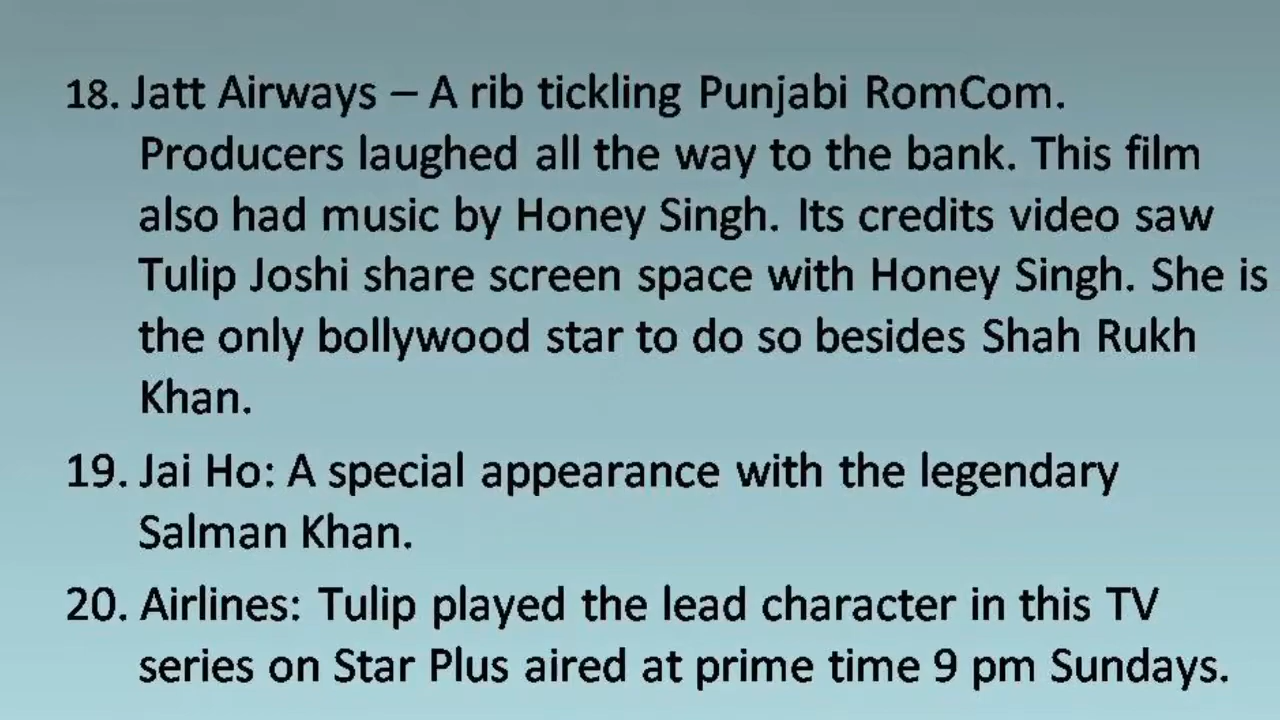 18. Jatt Airways – A rib tickling Punjabi RomCom.
Producers laughed all the way to the bank. This film
also had music by Honey Singh. Its credits video saw
Tulip Joshi share screen space with Honey Singh. She is
the only bollywood star to do so besides Shah Rukh
Khan.
19. Jai Ho: A special appearance with the legendary
Salman Khan.
20. Airlines: Tulip played the lead character in this TV
series on Star Plus aired at prime time 9 pm Sundays.